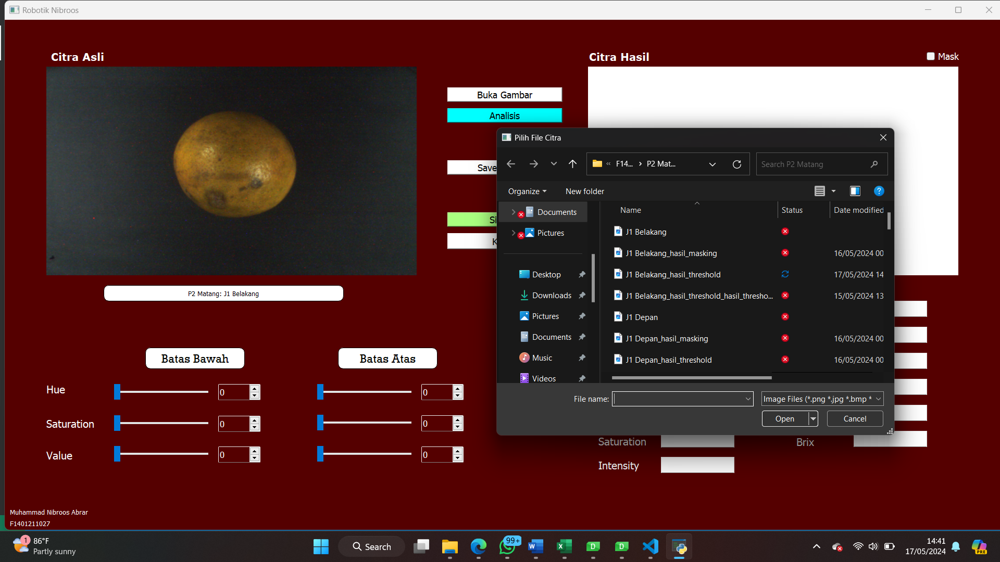 Robotik Nibroos
Citra Asli
Citra Hasil
Mask
Buka Gambar
Analisis
Save
Si
K
P2 Matang: J1 Belakang
Batas Bawah
Batas Atas
Hue
0
0
Saturation
0
0
Value
0
0
Pilih File Citra
« F14... › P2 Mat...
Search P2 Matang
Organize
New folder
?
Documents
Pictures
Desktop
Downloads
Pictures
Documents
Music
Videos
Name Status Date modified
J1 Belakang
J1 Belakang_hasil_masking 16/05/2024 00
J1 Belakang_hasil_threshold 17/05/2024 14
J1 Belakang_hasil_threshold_hasil_thresho... 15/05/2024 13
J1 Depan
J1 Depan_hasil_masking 16/05/2024 00
J1 Depan_hasil_threshold 16/05/2024 00
File name:
Image Files (*.png *.jpg *.bmp *
Open
Cancel
Saturation
Brix
Intensity
Muhammad Nibroos Abrar
F1401211027
1
86°F
Partly sunny
Search
99+
W
X
D
D
14:41
17/05/2024
PRE